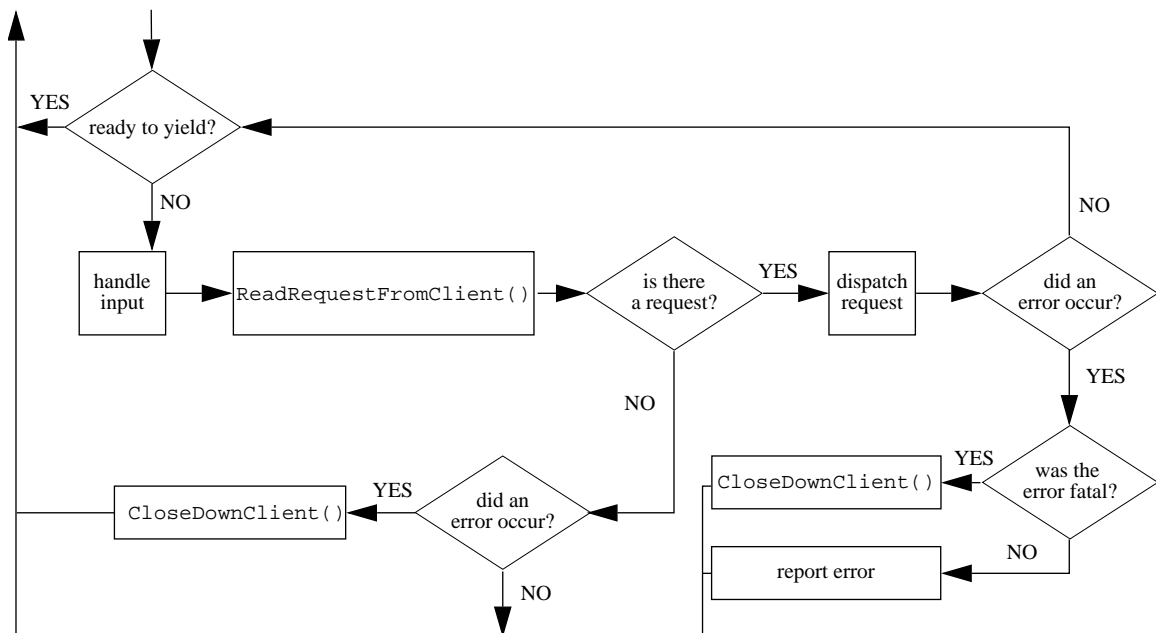 YES
ready to yield?
NO
NO
handle
input
ReadRequestFromClient()
is there
a request?
YES
dispatch
request
did an
error occur?
NO
YES
CloseDownClient()
YES
did an
error occur?
NO
CloseDownClient()
YES
was the
error fatal?
NO
report error